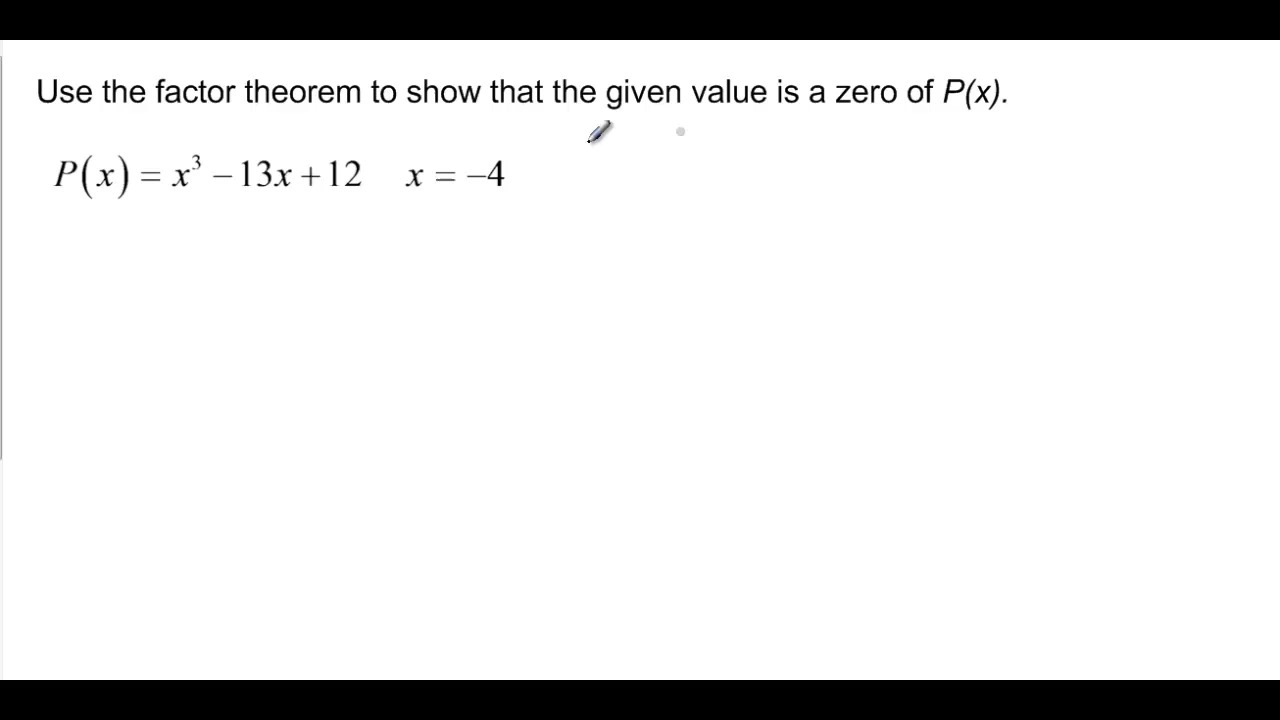 Use the factor theorem to show that the given value is a zero of P(x).
P(x) = x³ − 13x + 12 x = −4